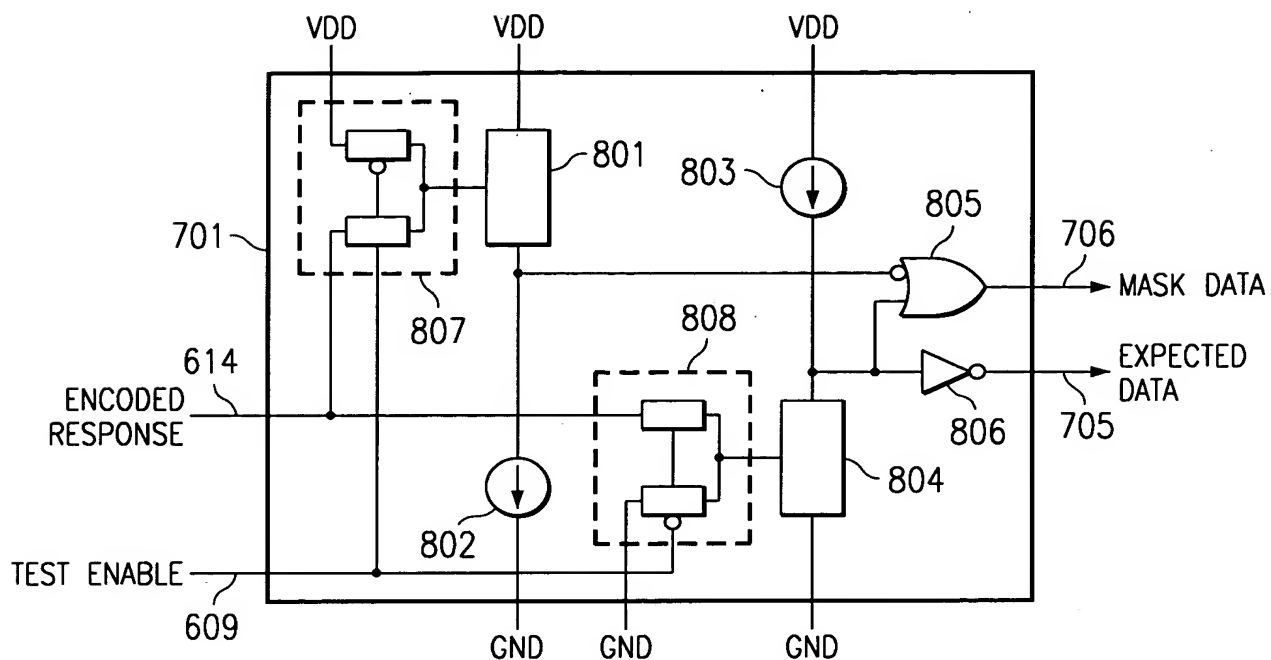 VDD
VDD
VDD
801
803
805
706
701
MASK DATA
807
808
614
EXPECTED
DATA
ENCODED
RESPONSE
806
705
804
802
TEST ENABLE
609
GND
GND
GND